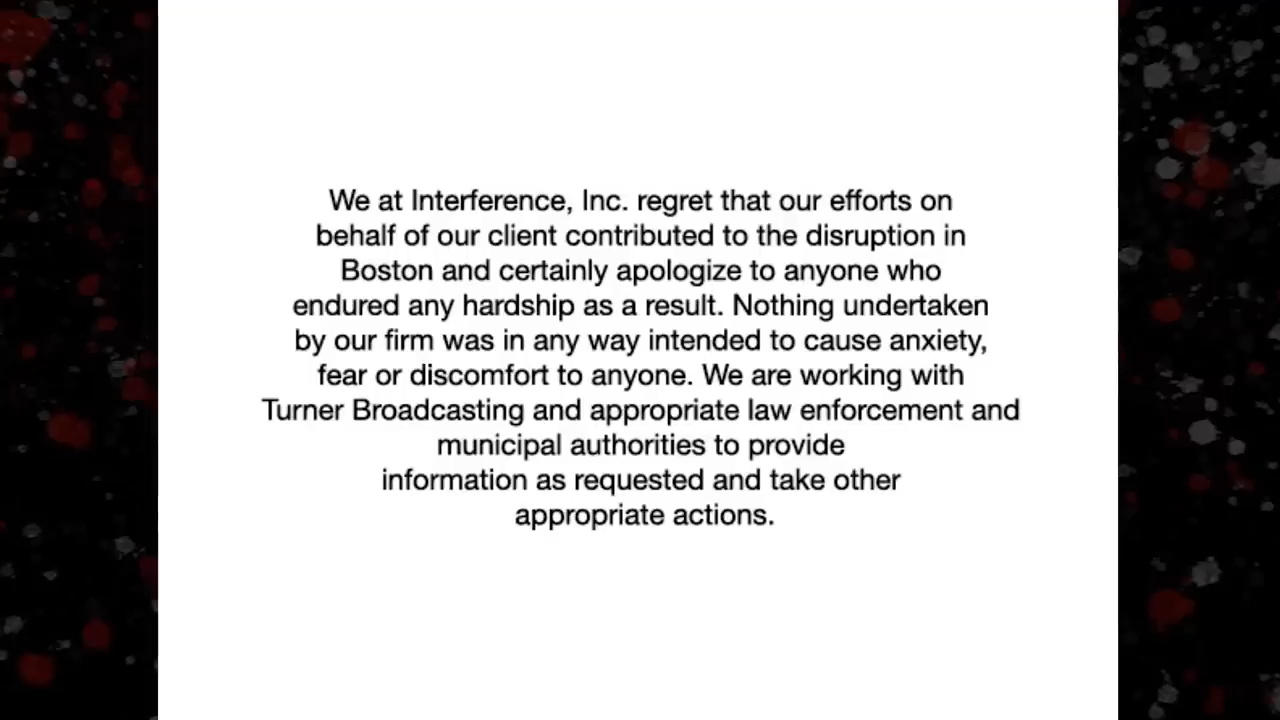 We at Interference, Inc. regret that our efforts on
behalf of our client contributed to the disruption in
Boston and certainly apologize to anyone who
endured any hardship as a result. Nothing undertaken
by our firm was in any way intended to cause anxiety,
fear or discomfort to anyone. We are working with
Turner Broadcasting and appropriate law enforcement and
municipal authorities to provide
information as requested and take other
appropriate actions.